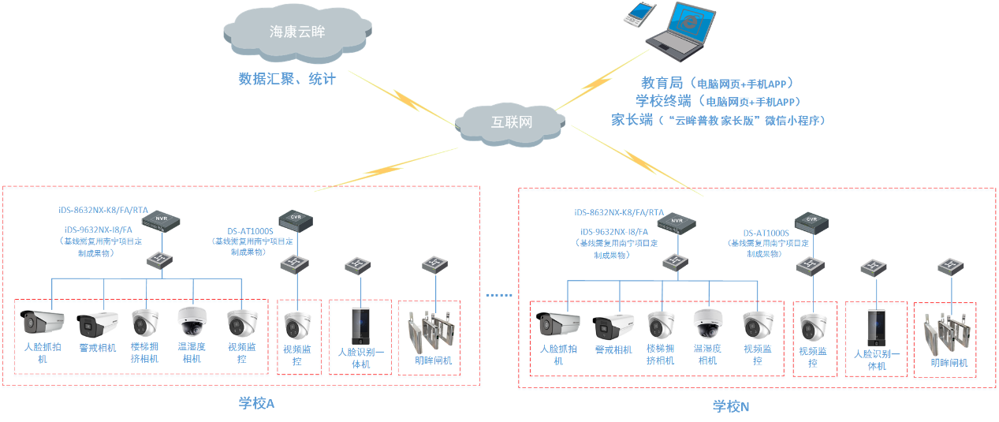 海康云眸
数据汇聚、统计
教育局（电脑网页+手机APP）
学校终端（电脑网页+手机APP）
家长端（“云眸普教 家长版”微信小程序）
互联网
iDS-8632NX-K8/FA/RTA
iDS-9632NX-I8/FA
（基线需复用南宁项目定
制成果物）
NVR
CVR
DS-AT1000S
（基线需复用南宁项目定
制成果物）
人脸抓拍
机
警戒相机
楼梯拥
挤相机
温湿度
相机
视频监
控
视频监
控
人脸识别一
体机
明眸闸机
学校A
......
iDS-8632NX-K8/FA/RTA
iDS-9632NX-I8/FA
（基线需复用南宁项目定
制成果物）
NVR
CVR
DS-AT1000S
（基线需复用南宁项目定
制成果物）
人脸抓拍
机
警戒相机
楼梯拥
挤相机
温湿度
相机
视频监
控
视频监
控
人脸识别一
体机
明眸闸机
学校N